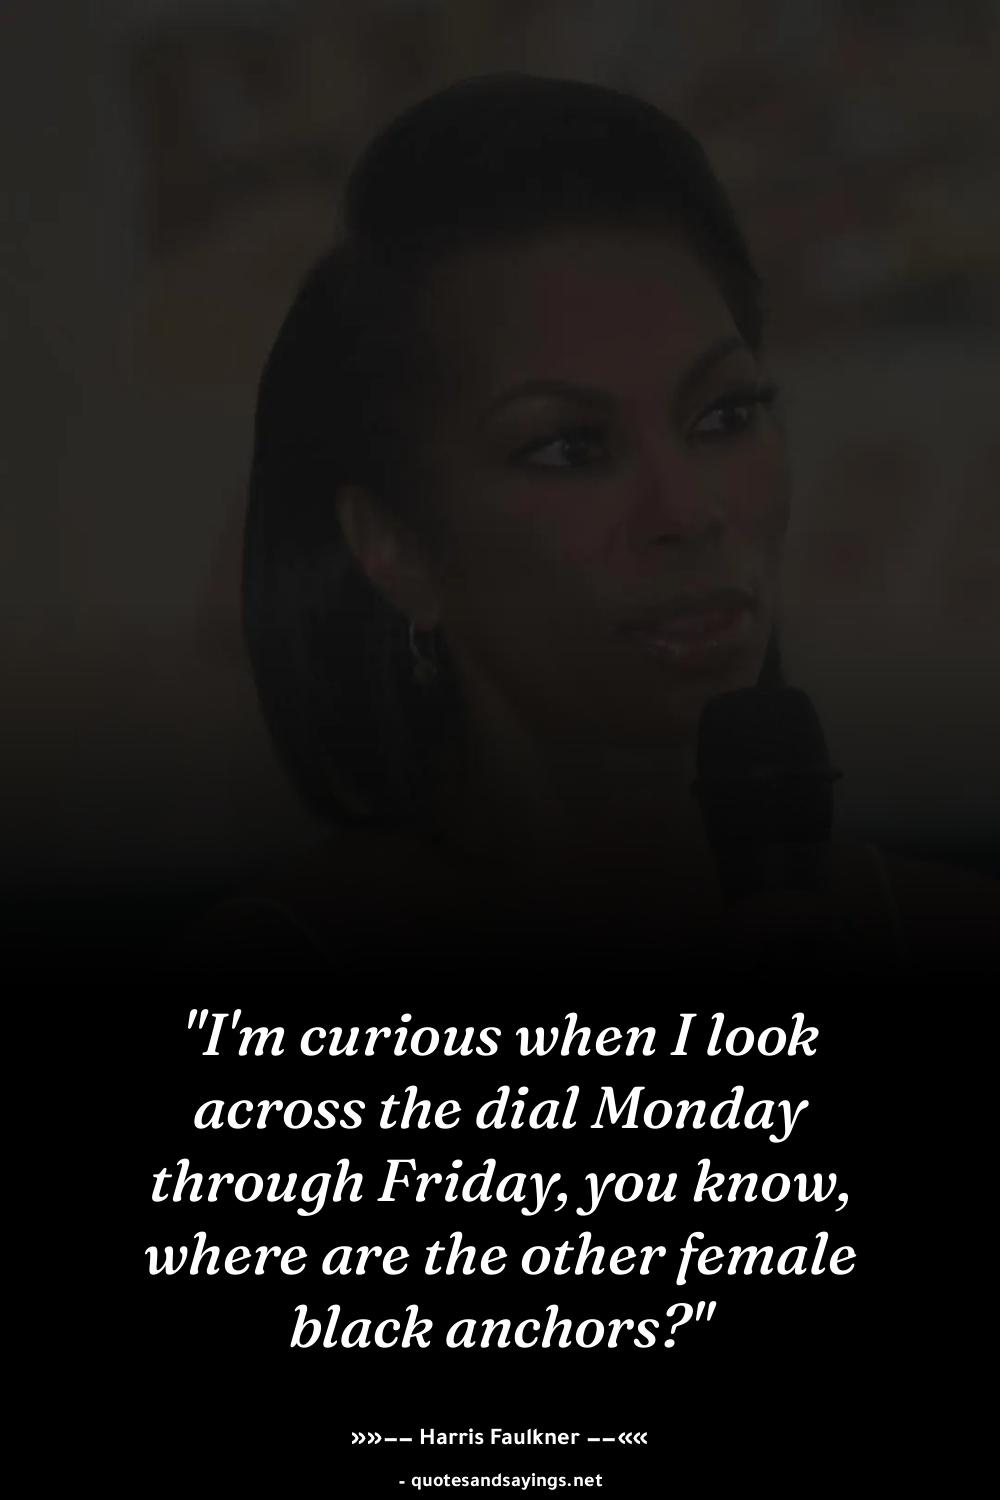 "I'm curious when I look
across the dial Monday
through Friday, you know,
where are the other female
black anchors?"
»»−− Harris Faulkner −−««
- quotesandsayings.net